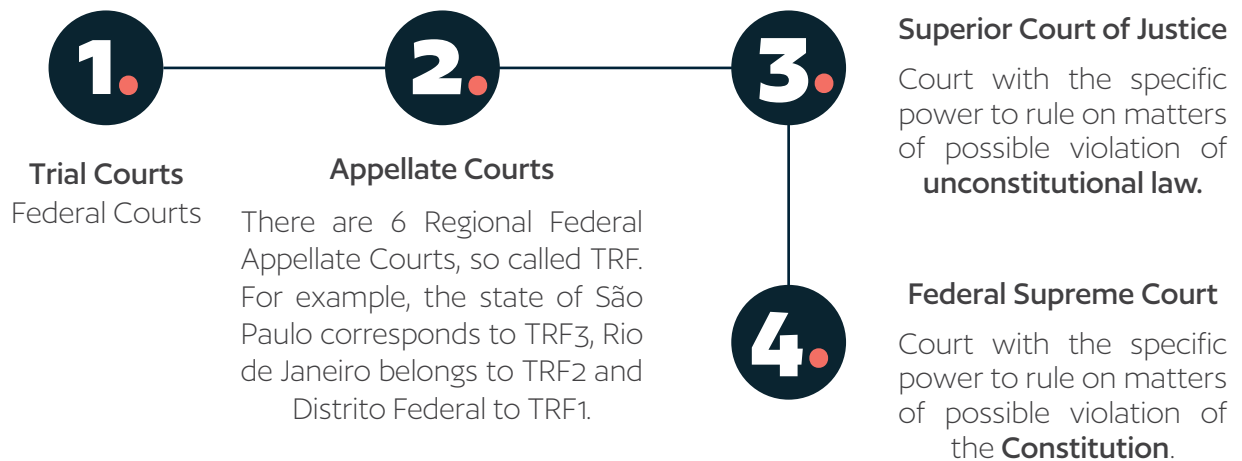 1.
Trial Courts
Federal Courts
2.
Appellate Courts
There are 6 Regional Federal
Appellate Courts, so called TRF.
For example, the state of São
Paulo corresponds to TRF3, Rio
de Janeiro belongs to TRF2 and
Distrito Federal to TRF1.
3.
Superior Court of Justice
Court with the specific
power to rule on matters
of possible violation of
unconstitutional law.
4.
Federal Supreme Court
Court with the specific
power to rule on matters
of possible violation of
the Constitution.